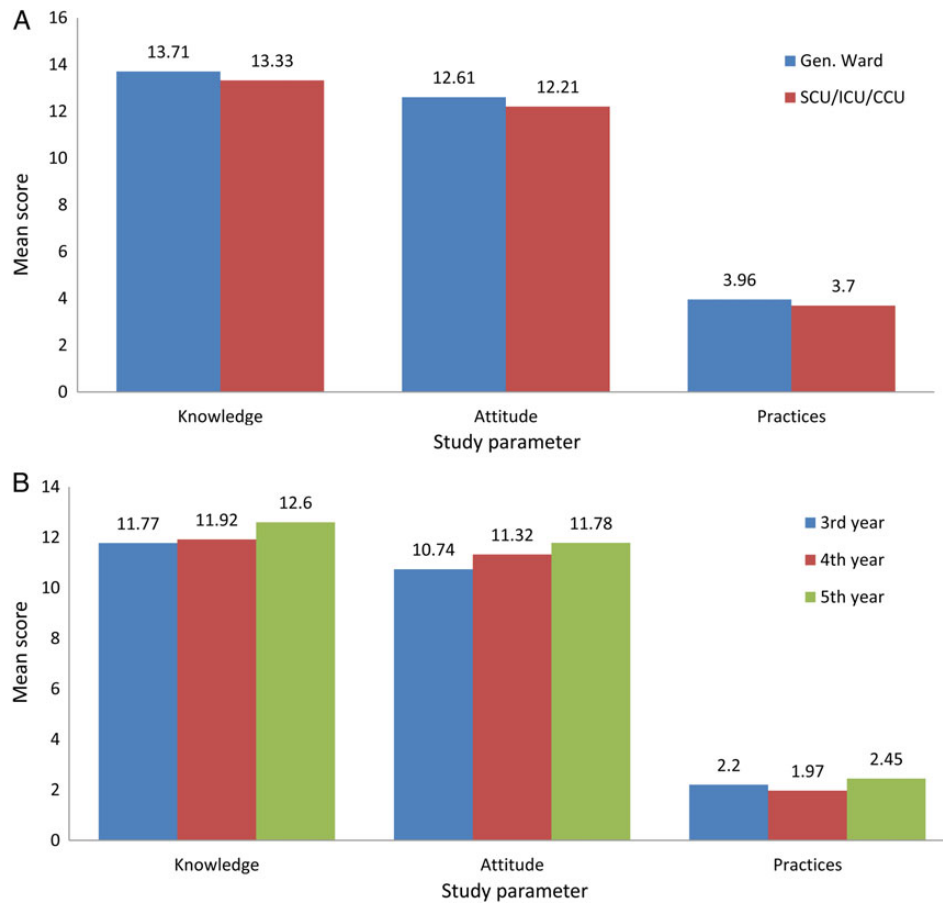 A
16
14
12
10
8
6
4
2
0
Mean score
13.71
13.33
12.61
12.21
3.96
3.7
Gen. Ward
SCU/ICU/CCU
Knowledge
Attitude
Practices
Study parameter
B
14
12
10
8
6
4
2
0
Mean score
11.77
11.92
12.6
10.74
11.32
11.78
2.2
1.97
2.45
3rd year
4th year
5th year
Knowledge
Attitude
Practices
Study parameter